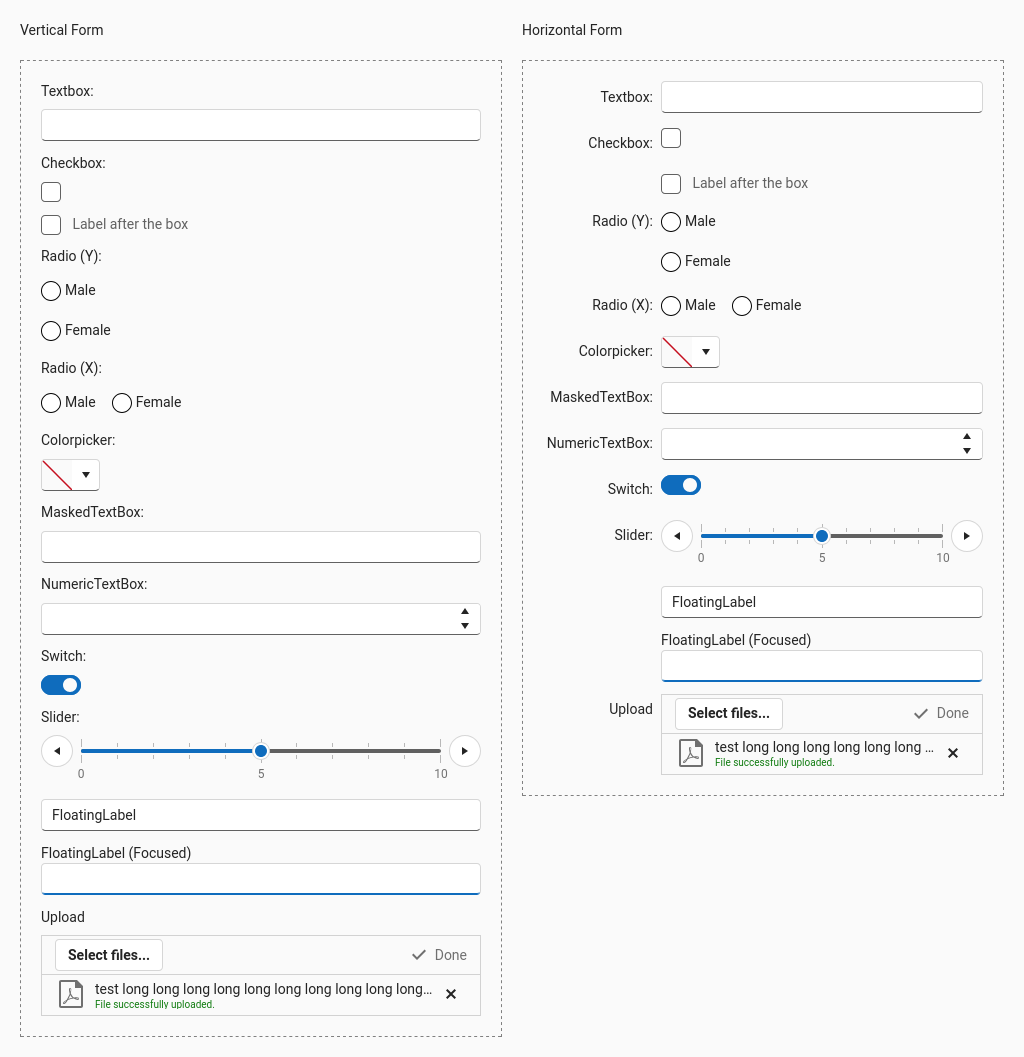 Vertical Form
Textbox:
Checkbox:
Label after the box
Radio (Y):
Male
Female
Radio (X):
Male Female
Colorpicker:
MaskedTextBox:
NumericTextBox:
Switch:
Slider:
0 5 10
FloatingLabel
FloatingLabel (Focused)
Upload
Select files... Done
test long long long long long long long long long long...
File successfully uploaded.
Horizontal Form
Textbox:
Checkbox:
Label after the box
Radio (Y): Male
Female
Radio (X): Male Female
Colorpicker:
MaskedTextBox:
NumericTextBox:
Switch:
Slider:
0 5 10
FloatingLabel
FloatingLabel (Focused)
Upload
Select files... Done
test long long long long long long ...
File successfully uploaded.